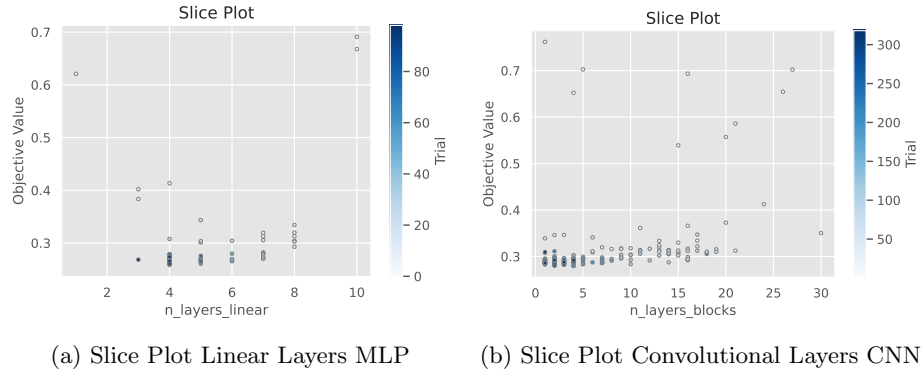 Slice Plot
0.7
0.6
0.5
0.4
0.3
Objective Value
2 4 6 8 10
n_layers_linear
80
60
40
20
0
Trial
(a) Slice Plot Linear Layers MLP
Slice Plot
0.7
0.6
0.5
0.4
0.3
Objective Value
0 5 10 15 20 25 30
n_layers_blocks
300
250
200
150
100
50
Trial
(b) Slice Plot Convolutional Layers CNN